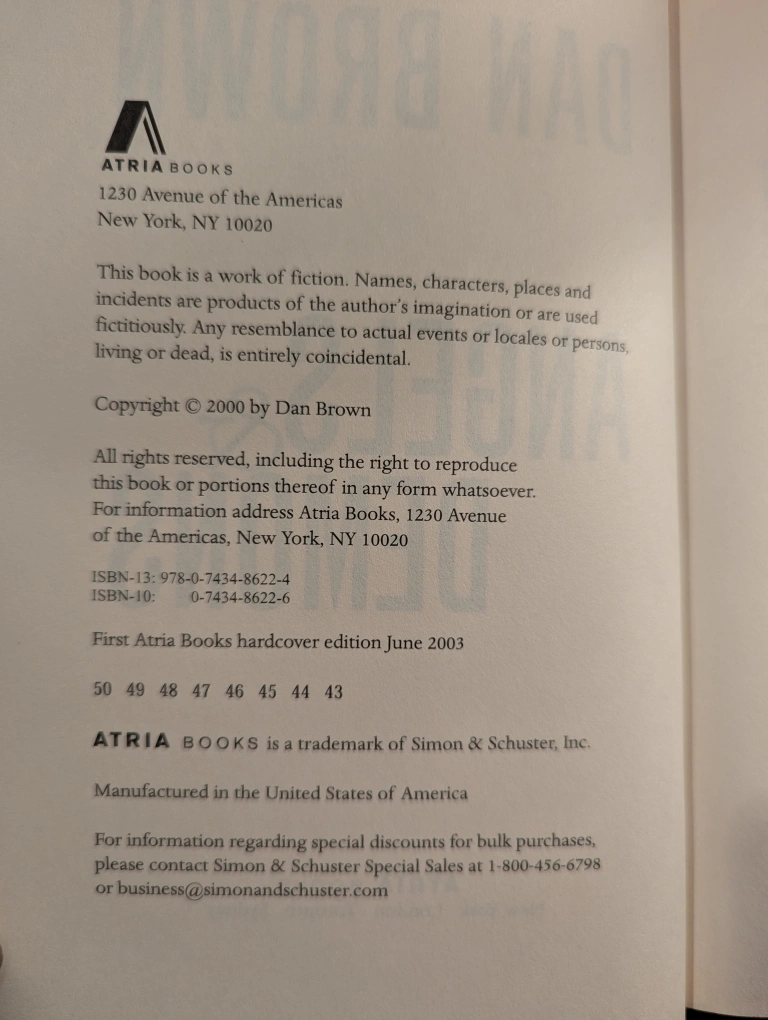 DAN BROWN
ATRIA BOOKS
1230 Avenue of the Americas
New York, NY 10020
This book is a work of fiction. Names, characters, places and
incidents are products of the author's imagination or are used
fictitiously. Any resemblance to actual events or locales or persons,
living or dead, is entirely coincidental.
ANGELS &
Copyright © 2000 by Dan Brown
All rights reserved, including the right to reproduce
this book or portions thereof in any form whatsoever.
For information address Atria Books, 1230 Avenue
of the Americas, New York, NY 10020
ISBN-13: 978-0-7434-8622-4
ISBN-10: 0-7434-8622-6
First Atria Books hardcover edition June 2003
50 49 48 47 46 45 44 43
ATRIA BOOKS is a trademark of Simon & Schuster, Inc.
Manufactured in the United States of America
For information regarding special discounts for bulk purchases,
please contact Simon & Schuster Special Sales at 1-800-456-6798
or business@simonandschuster.com